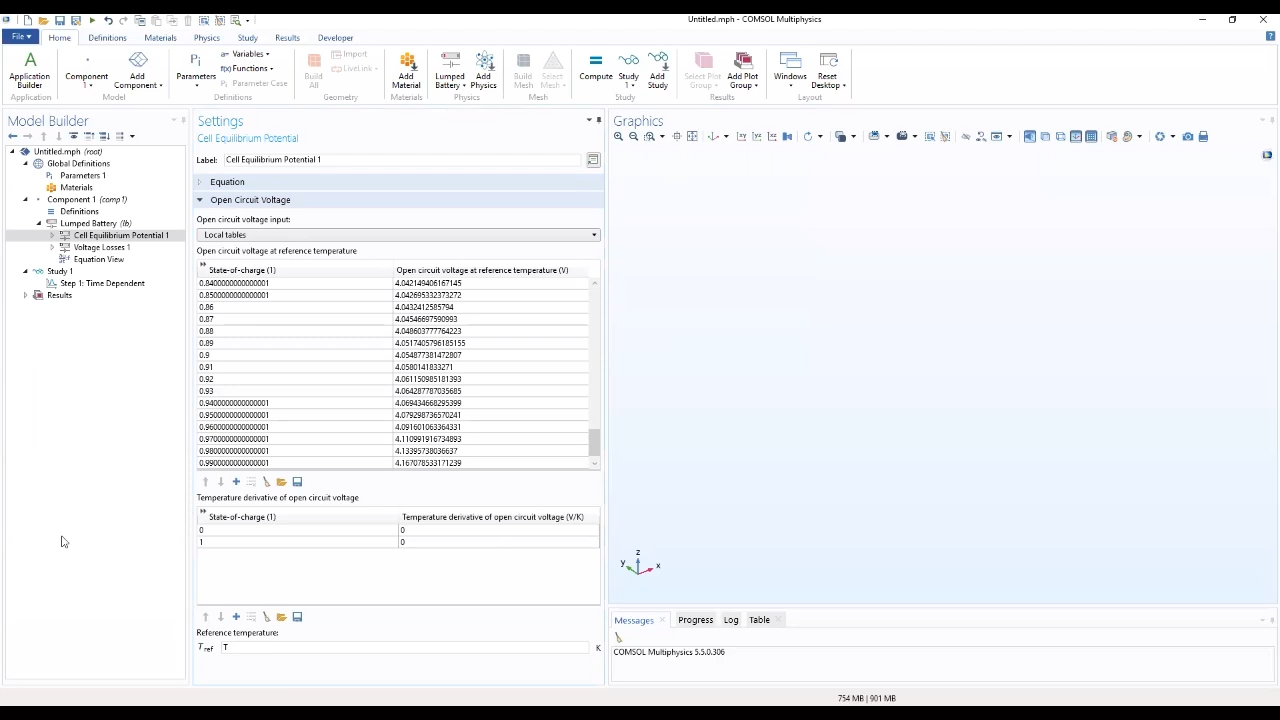 Untitled.mph - COMSOL Multiphysics
File
Home
Definitions
Materials
Physics
Study
Results
Developer
Application Builder
Component 1
Add Component
Parameters
a= Variables
f(x) Functions
Pi Parameter Case
Build All
Import
LiveLink
Add Material
Lumped Battery
Add Physics
Build Mesh
Select Mesh
Compute
Study 1
Add Study
Select Plot Group
Add Plot Group
Windows
Reset Desktop
Application
Model
Definitions
Geometry
Materials
Physics
Mesh
Study
Results
Layout
Model Builder
Untitled.mph (root)
Global Definitions
Pi Parameters 1
Materials
Component 1 (comp1)
Definitions
Lumped Battery (lb)
Cell Equilibrium Potential 1
Voltage Losses 1
Equation View
Study 1
Step 1: Time Dependent
Results
Settings
Cell Equilibrium Potential
Label: Cell Equilibrium Potential 1
Equation
Open Circuit Voltage
Open circuit voltage input:
Local tables
Open circuit voltage at reference temperature
State-of-charge (1) Open circuit voltage at reference temperature (V)
0.8400000000000001 4.042149406167145
0.8500000000000001 4.042695332373272
0.86 4.0432412585794
0.87 4.04546697590993
0.88 4.048603777764223
0.89 4.0517405796185155
0.9 4.054877381472807
0.91 4.0580141833271
0.92 4.061150985181393
0.93 4.064287787035685
0.9400000000000001 4.069434668295399
0.9500000000000001 4.079298736570241
0.9600000000000001 4.091601063364331
0.9700000000000001 4.110991916734893
0.9800000000000001 4.13395738036637
0.9900000000000001 4.167078533171239
Temperature derivative of open circuit voltage
State-of-charge (1) Temperature derivative of open circuit voltage (V/K)
0 0
1 0
Reference temperature:
Tref T K
Graphics
xy yz xz
z
y x
Messages
Progress
Log
Table
COMSOL Multiphysics 5.5.0.306
754 MB | 901 MB